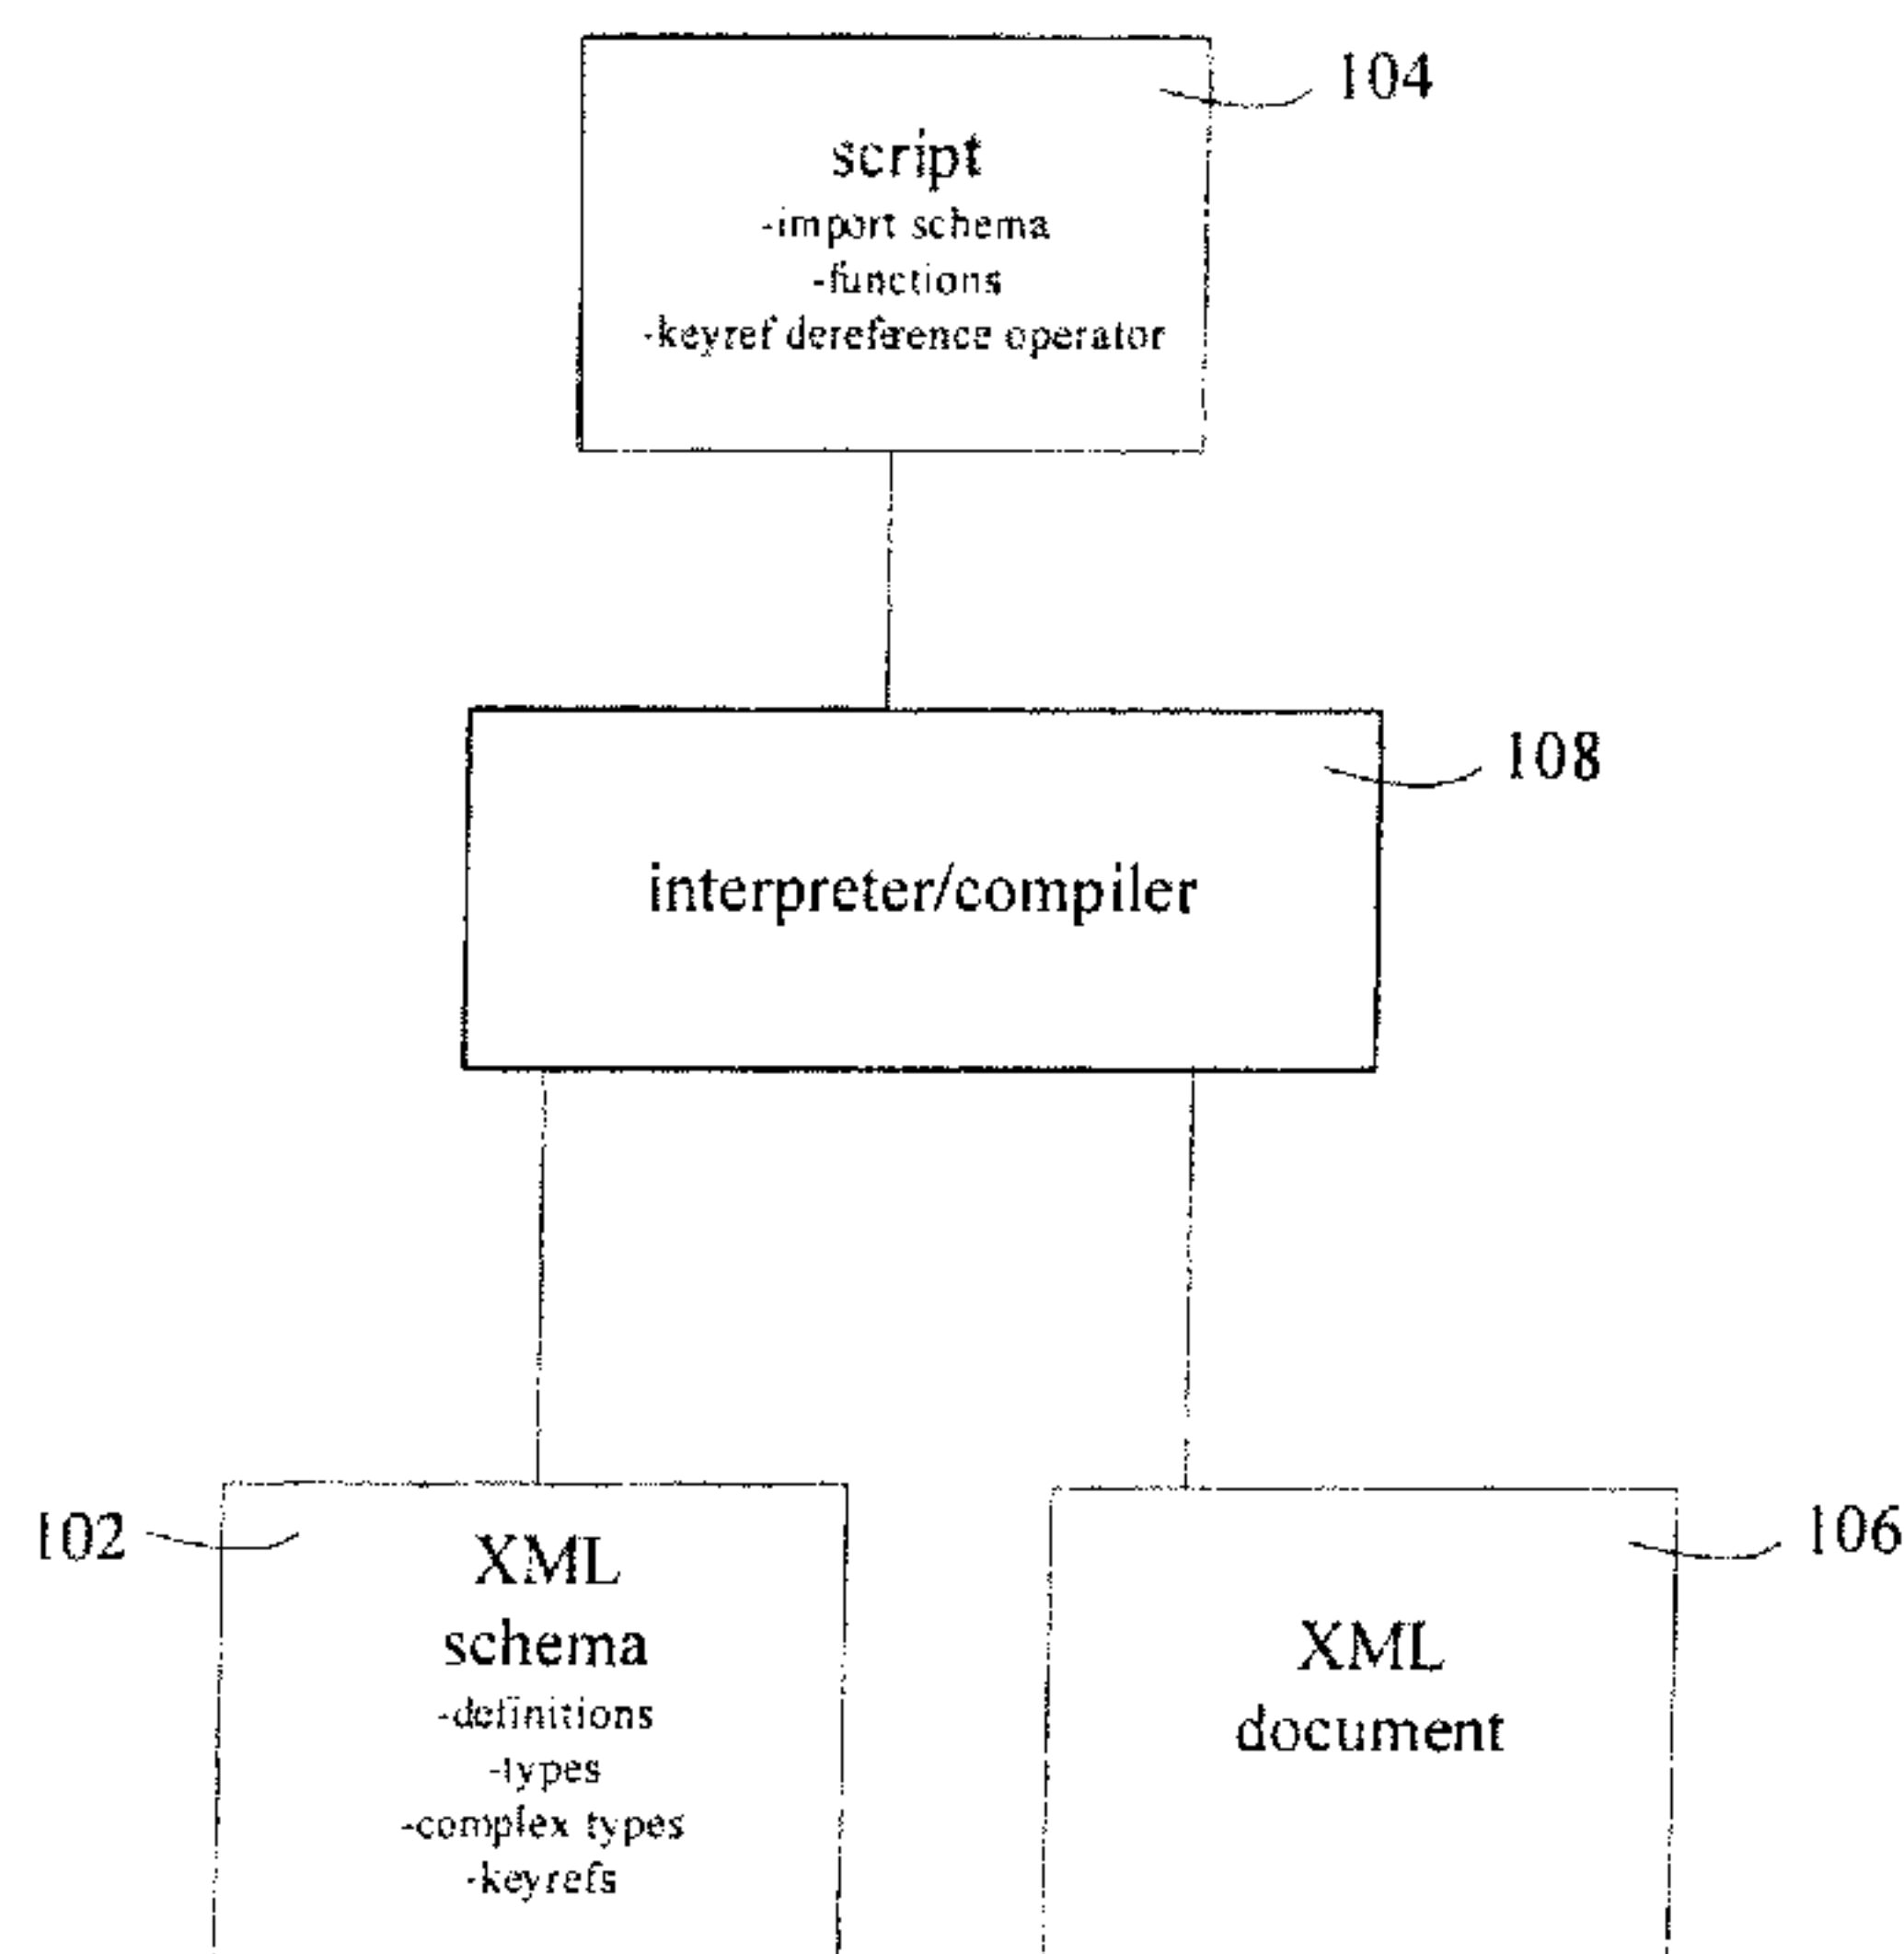 104
script
-import schema
-functions
-keyref dereference operator
108
interpreter/compiler
102
XML
schema
-definitions
-types
-complex types
-keyrefs
106
XML
document